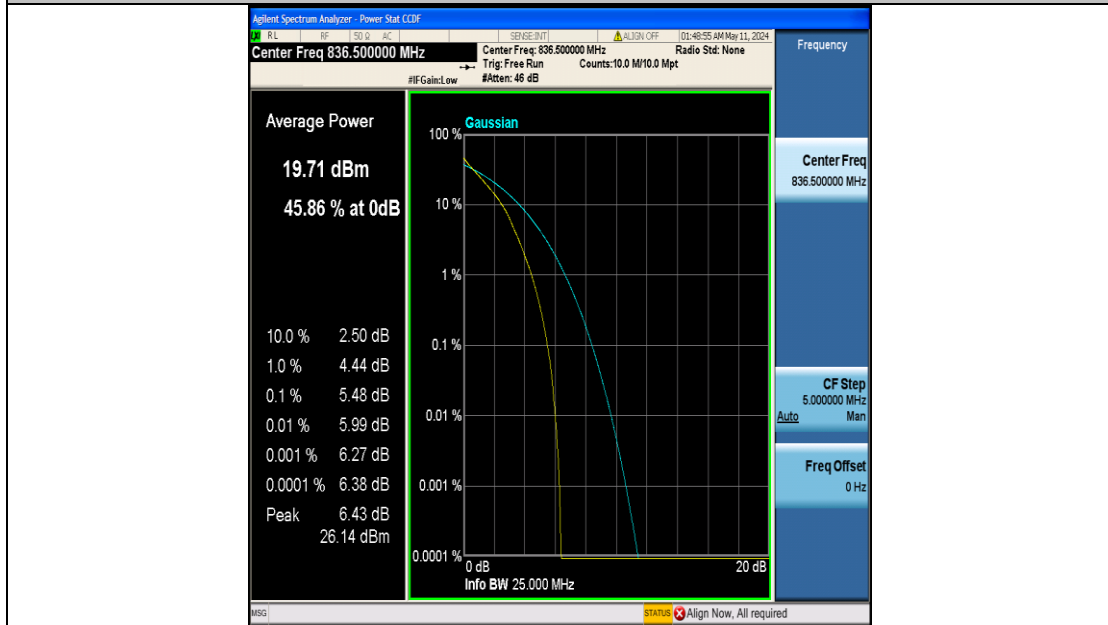 Agilent Spectrum Analyzer - Power Stat CCDF
RL RF 50 Ω AC SENSE:INT ALIGN OFF 01:48:55 AM May 11, 2024
Center Freq 836.500000 MHz
Center Freq: 836.500000 MHz Radio Std: None
Trig: Free Run Counts:10.0 M/10.0 Mpt
#IFGain:Low #Atten: 46 dB
Frequency
Average Power
19.71 dBm
45.86 % at 0dB
10.0 % 2.50 dB
1.0 % 4.44 dB
0.1 % 5.48 dB
0.01 % 5.99 dB
0.001 % 6.27 dB
0.0001 % 6.38 dB
Peak 6.43 dB
26.14 dBm
Gaussian
100 %
10 %
1 %
0.1 %
0.01 %
0.001 %
0.0001 %
0 dB 20 dB
Info BW 25.000 MHz
Center Freq
836.500000 MHz
CF Step
5.000000 MHz
Auto Man
Freq Offset
0 Hz
MSG STATUS Align Now, All required